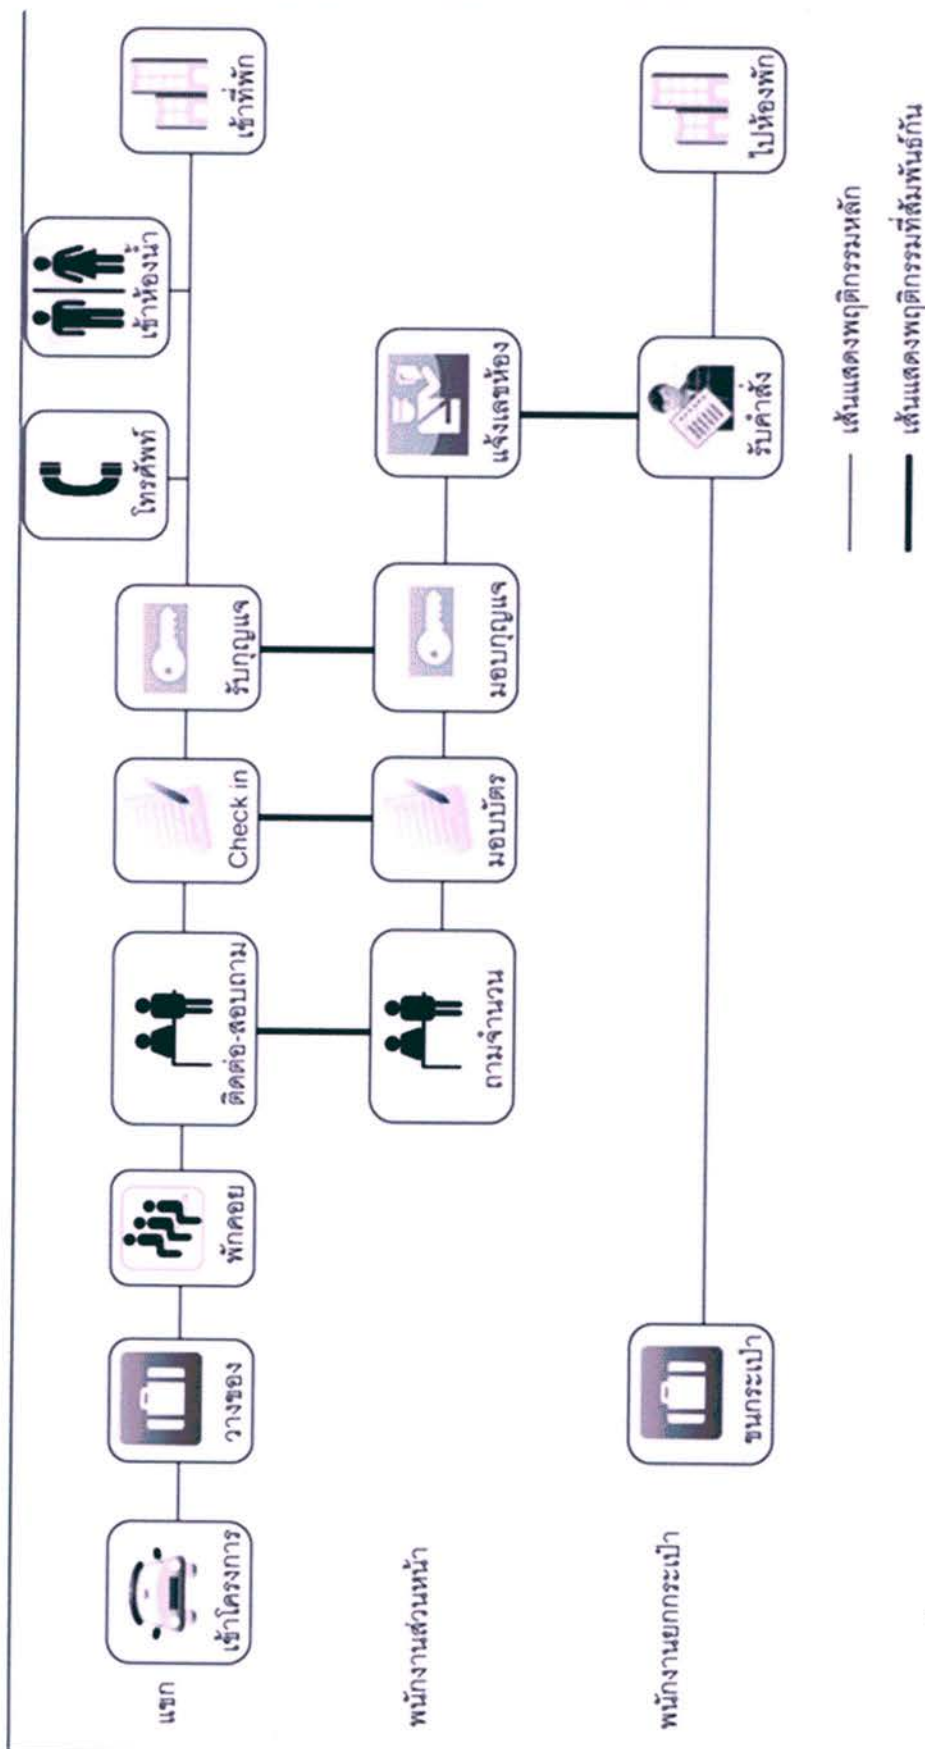 แขก
เข้าโครงการ
วางของ
พักคอย
ติดต่อ-สอบถาม
Check in
รับกุญแจ
โทรศัพท์
เข้าห้องน้ำ
เข้าที่พัก
พนักงานส่วนหน้า
ถามจำนวน
มอบบัตร
มอบกุญแจ
แจ้งเลขห้อง
พนักงานยกกระเป๋า
ขนกระเป๋า
รับคำสั่ง
ไปห้องพัก
เส้นแสดงพฤติกรรมหลัก
เส้นแสดงพฤติกรรมที่สัมพันธ์กัน